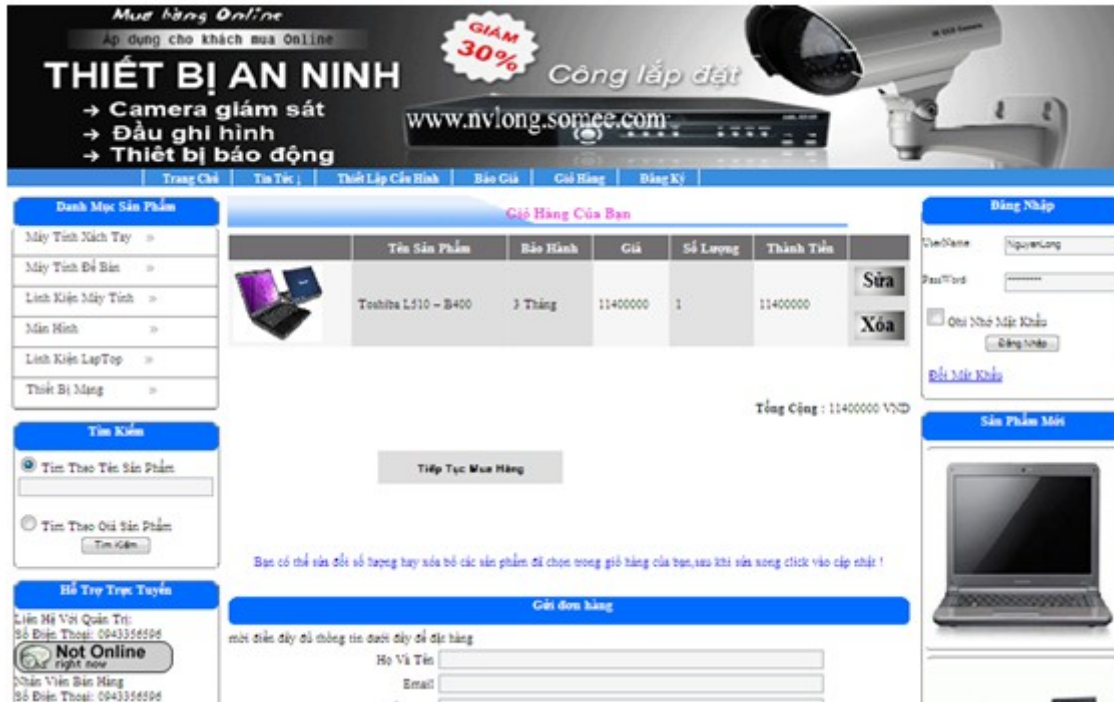 Mua hàng Online
Áp dụng cho khách mua Online
THIẾT BỊ AN NINH
→ Camera giám sát
→ Đầu ghi hình
→ Thiết bị báo động
GIẢM 30%
Công lắp đặt
www.nvlong.somee.com
Trang Chủ | Tin Tức ↓ | Thiết Lập Cấu Hình | Báo Giá | Giỏ Hàng | Đăng Ký
Danh Mục Sản Phẩm
Máy Tính Xách Tay »
Máy Tính Để Bàn »
Linh Kiện Máy Tính »
Màn Hình »
Linh Kiện LapTop »
Thiết Bị Mạng »
Tìm Kiếm
Tìm Theo Tên Sản Phẩm
Tìm Theo Giá Sản Phẩm
Tìm Kiếm
Hỗ Trợ Trực Tuyến
Liên Hệ Với Quản Trị:
Số Điện Thoại: 0943356596
Not Online
right now
Nhân Viên Bán Hàng
Số Điện Thoại: 0943356596
Giỏ Hàng Của Bạn
Tên Sản Phẩm Bảo Hành Giá Số Lượng Thành Tiền
Toshiba L510 – B400 3 Tháng 11400000 1 11400000
Sửa
Xóa
Tổng Cộng : 11400000 VND
Tiếp Tục Mua Hàng
Bạn có thể sửa đổi số lượng hay xóa bỏ các sản phẩm đã chọn trong giỏ hàng của bạn,sau khi sửa xong click vào cập nhật !
Gửi đơn hàng
mời điền đầy đủ thông tin dưới đây để đặt hàng
Họ Và Tên
Email
Đăng Nhập
UserName NguyenLong
PassWord
Ghi Nhớ Mật Khẩu
Đăng Nhập
Đổi Mật Khẩu
Sản Phẩm Mới